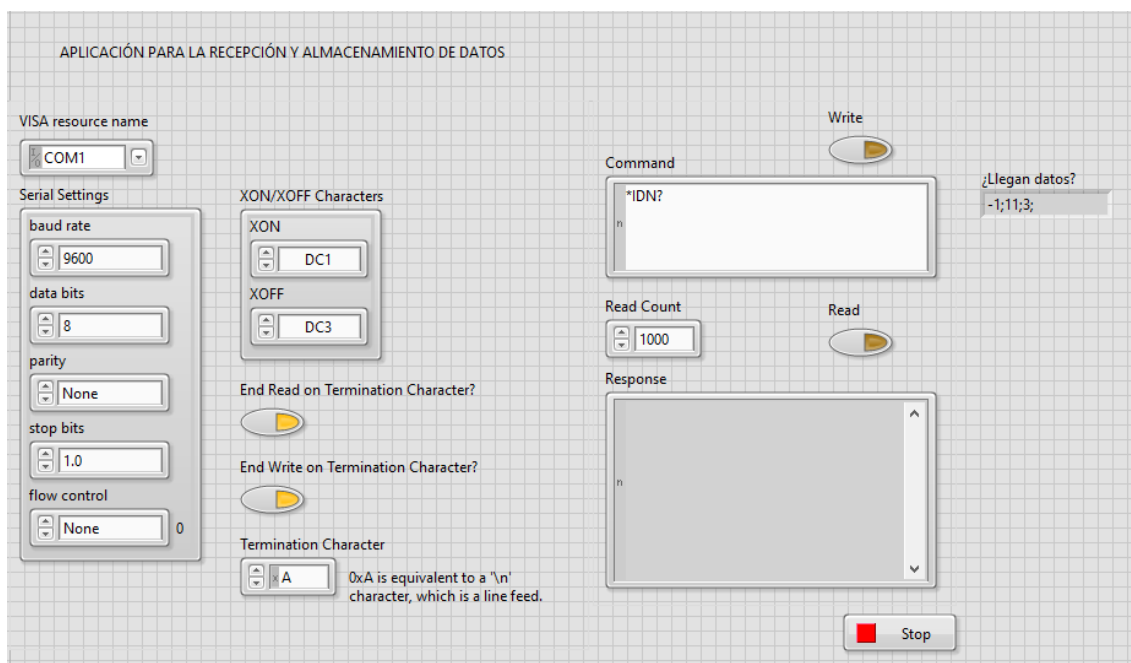 APLICACIÓN PARA LA RECEPCIÓN Y ALMACENAMIENTO DE DATOS
VISA resource name
I/O COM1
Serial Settings
baud rate
9600
data bits
8
parity
None
stop bits
1.0
flow control
None 0
XON/XOFF Characters
XON
DC1
XOFF
DC3
End Read on Termination Character?
End Write on Termination Character?
Termination Character
x A
0xA is equivalent to a '\n'
character, which is a line feed.
Write
Command
*IDN?
n
Read Count
1000
Read
Response
n
¿Llegan datos?
-1;11;3;
Stop